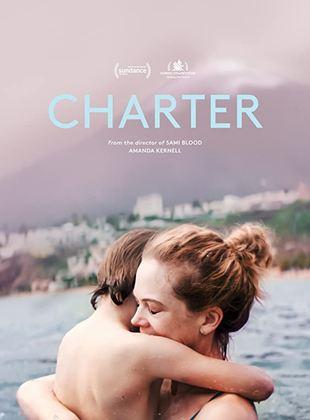 sundance
CHARTER
From the director of SAMI BLOOD
AMANDA KERNELL